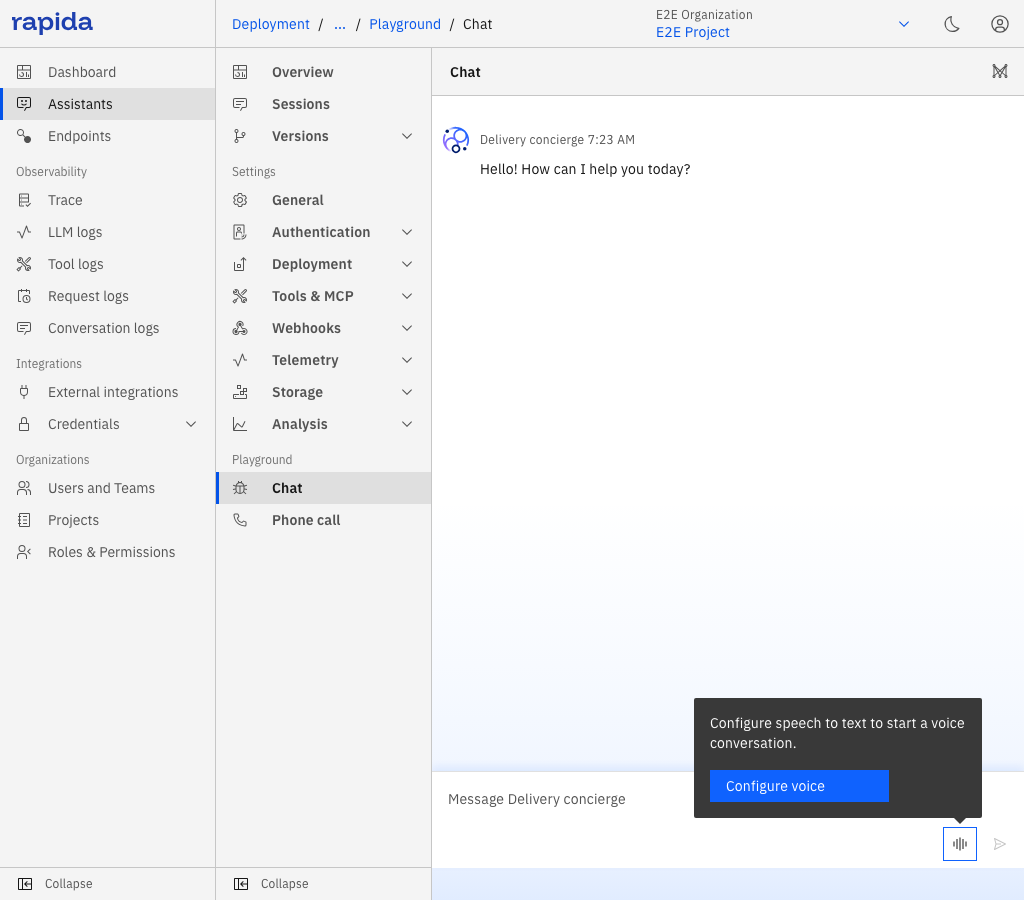 rapida
Deployment / ... / Playground / Chat
E2E Organization
E2E Project
Dashboard
Assistants
Endpoints
Observability
Trace
LLM logs
Tool logs
Request logs
Conversation logs
Integrations
External integrations
Credentials
Organizations
Users and Teams
Projects
Roles & Permissions
Collapse
Overview
Sessions
Versions
Settings
General
Authentication
Deployment
Tools & MCP
Webhooks
Telemetry
Storage
Analysis
Playground
Chat
Phone call
Collapse
Chat
Delivery concierge 7:23 AM
Hello! How can I help you today?
Configure speech to text to start a voice
conversation.
Configure voice
Message Delivery concierge